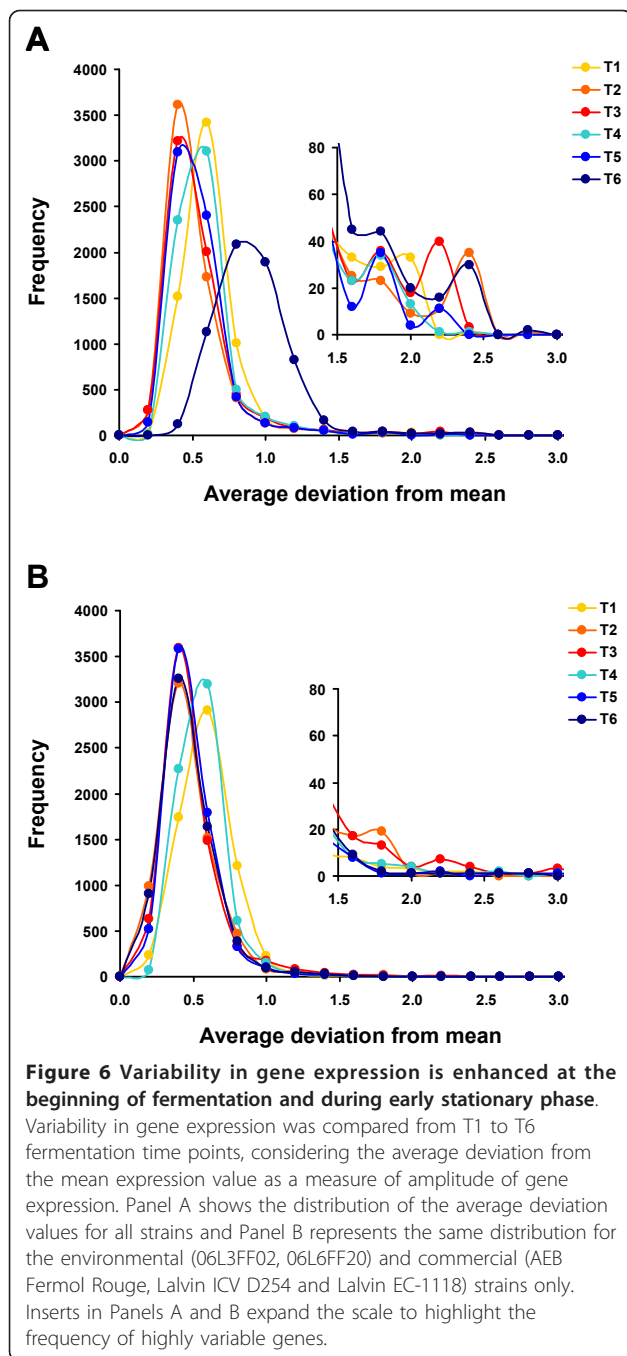 A
4000
3500
3000
2500
2000
1500
1000
500
0
Frequency
0.0 0.5 1.0 1.5 2.0 2.5 3.0
Average deviation from mean
80
60
40
20
0
1.5 2.0 2.5 3.0
T1
T2
T3
T4
T5
T6
B
4000
3500
3000
2500
2000
1500
1000
500
0
Frequency
0.0 0.5 1.0 1.5 2.0 2.5 3.0
Average deviation from mean
80
60
40
20
0
1.5 2.0 2.5 3.0
T1
T2
T3
T4
T5
T6
Figure 6 Variability in gene expression is enhanced at the
beginning of fermentation and during early stationary phase.
Variability in gene expression was compared from T1 to T6
fermentation time points, considering the average deviation from
the mean expression value as a measure of amplitude of gene
expression. Panel A shows the distribution of the average deviation
values for all strains and Panel B represents the same distribution for
the environmental (06L3FF02, 06L6FF20) and commercial (AEB
Fermol Rouge, Lalvin ICV D254 and Lalvin EC-1118) strains only.
Inserts in Panels A and B expand the scale to highlight the
frequency of highly variable genes.